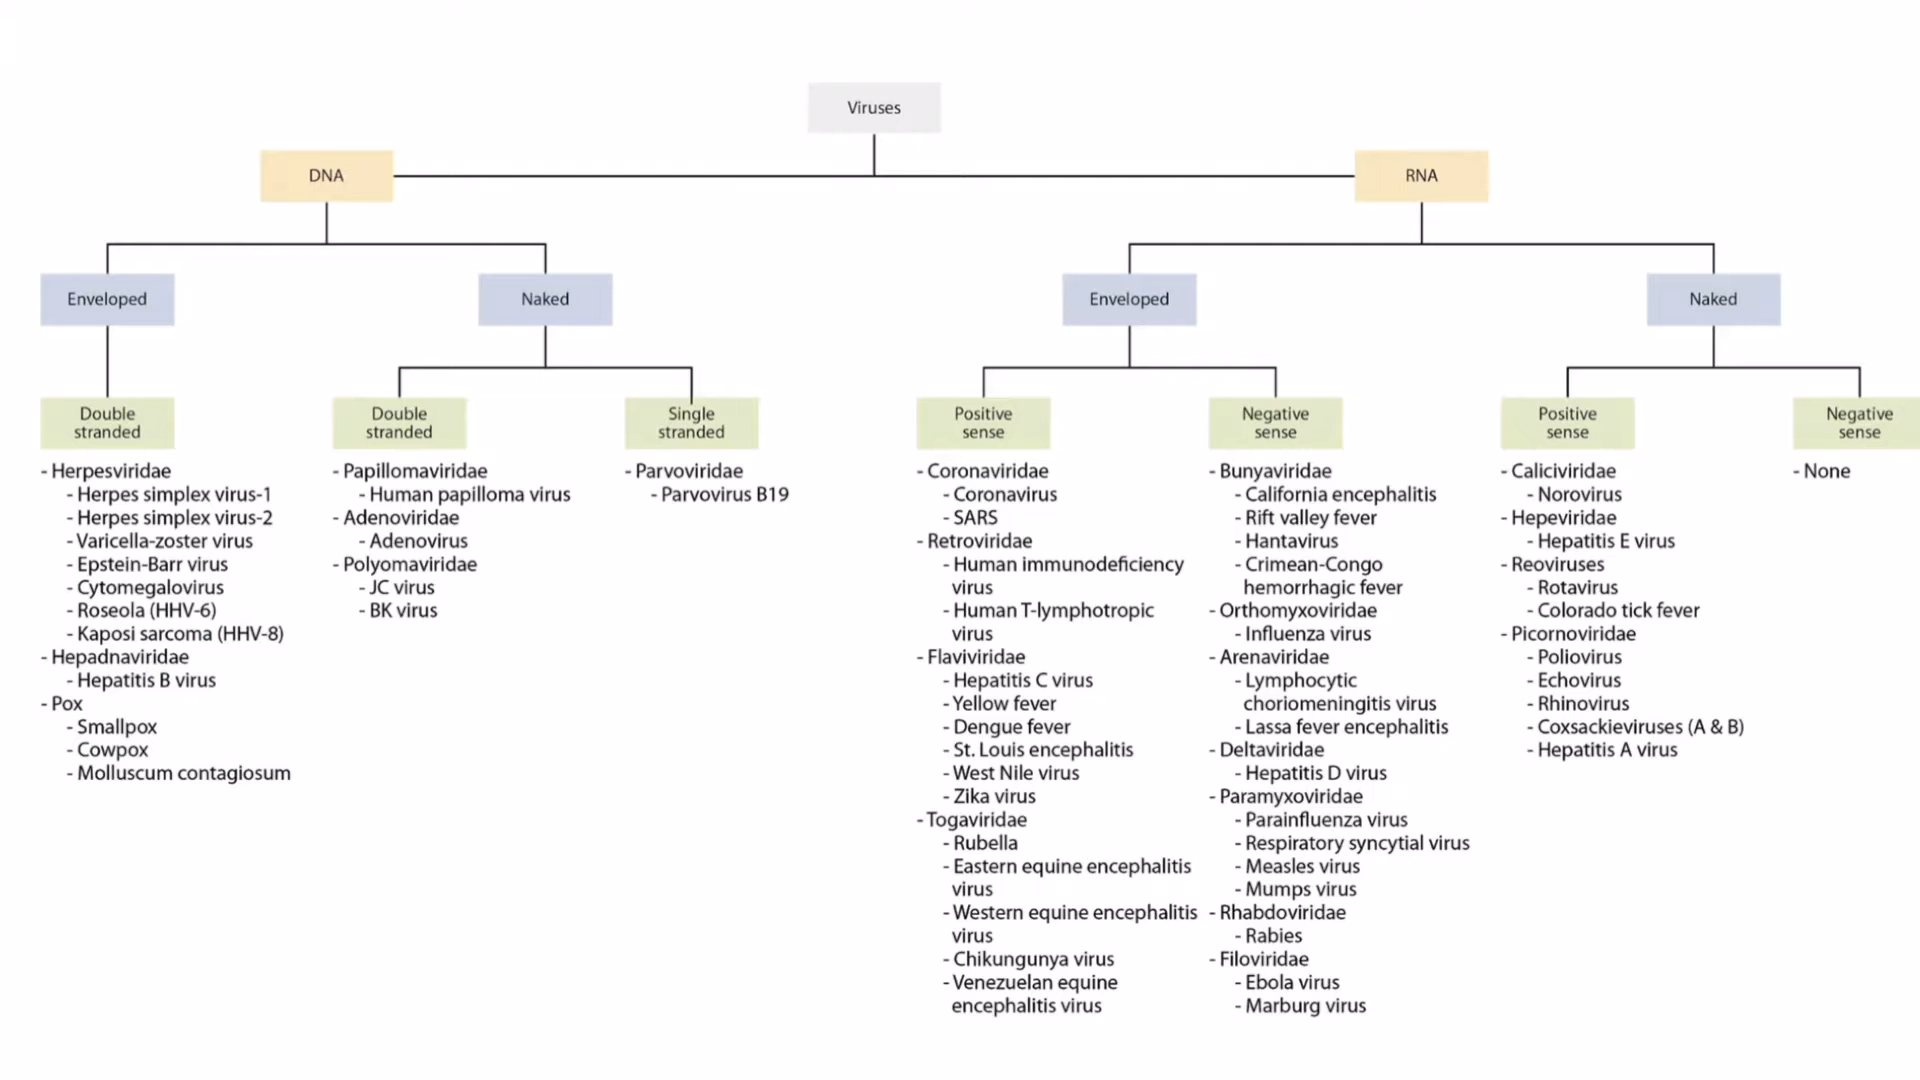 Viruses
DNA
RNA
Enveloped
Naked
Enveloped
Naked
Double
stranded
Double
stranded
Single
stranded
Positive
sense
Negative
sense
Positive
sense
Negative
sense
- Herpesviridae
- Herpes simplex virus-1
- Herpes simplex virus-2
- Varicella-zoster virus
- Epstein-Barr virus
- Cytomegalovirus
- Roseola (HHV-6)
- Kaposi sarcoma (HHV-8)
- Hepadnaviridae
- Hepatitis B virus
- Pox
- Smallpox
- Cowpox
- Molluscum contagiosum
- Papillomaviridae
- Human papilloma virus
- Adenoviridae
- Adenovirus
- Polyomaviridae
- JC virus
- BK virus
- Parvoviridae
- Parvovirus B19
- Coronaviridae
- Coronavirus
- SARS
- Retroviridae
- Human immunodeficiency
virus
- Human T-lymphotropic
virus
- Flaviviridae
- Hepatitis C virus
- Yellow fever
- Dengue fever
- St. Louis encephalitis
- West Nile virus
- Zika virus
- Togaviridae
- Rubella
- Eastern equine encephalitis
virus
- Western equine encephalitis
virus
- Chikungunya virus
- Venezuelan equine
encephalitis virus
- Bunyaviridae
- California encephalitis
- Rift valley fever
- Hantavirus
- Crimean-Congo
hemorrhagic fever
- Orthomyxoviridae
- Influenza virus
- Arenaviridae
- Lymphocytic
choriomeningitis virus
- Lassa fever encephalitis
- Deltaviridae
- Hepatitis D virus
- Paramyxoviridae
- Parainfluenza virus
- Respiratory syncytial virus
- Measles virus
- Mumps virus
- Rhabdoviridae
- Rabies
- Filoviridae
- Ebola virus
- Marburg virus
- Caliciviridae
- Norovirus
- Hepeviridae
- Hepatitis E virus
- Reoviruses
- Rotavirus
- Colorado tick fever
- Picornoviridae
- Poliovirus
- Echovirus
- Rhinovirus
- Coxsackieviruses (A & B)
- Hepatitis A virus
- None